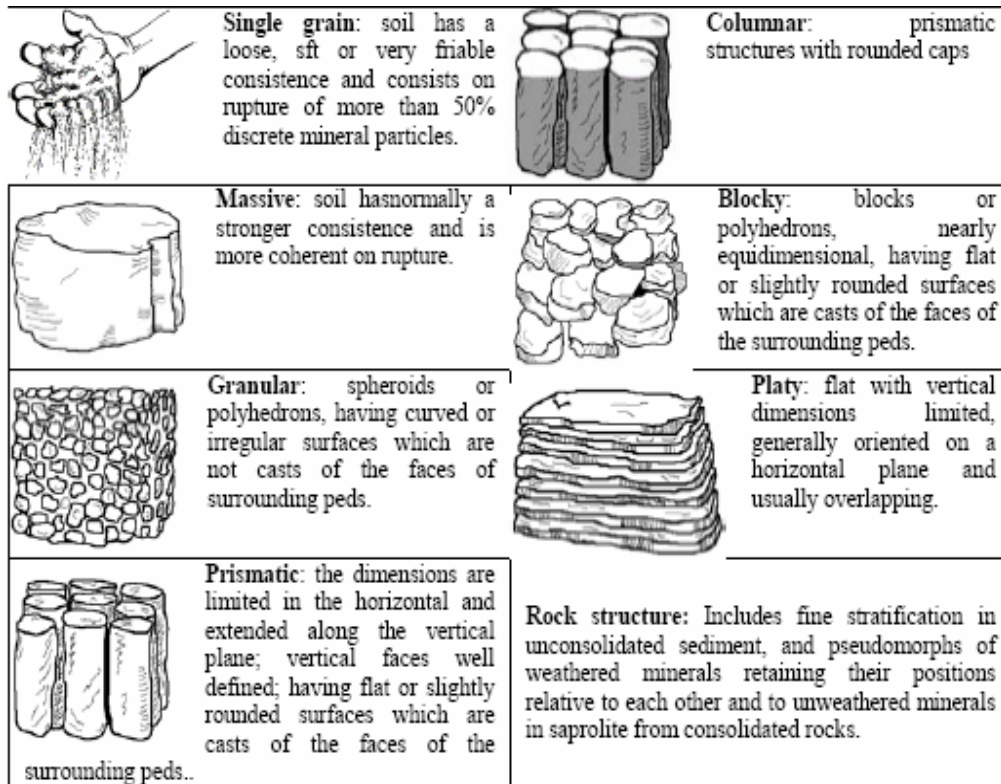 Single grain: soil has a
loose, sft or very friable
consistence and consists on
rupture of more than 50%
discrete mineral particles.
Columnar: prismatic
structures with rounded caps
Massive: soil hasnormally a
stronger consistence and is
more coherent on rupture.
Blocky: blocks or
polyhedrons, nearly
equidimensional, having flat
or slightly rounded surfaces
which are casts of the faces of
the surrounding peds.
Granular: spheroids or
polyhedrons, having curved or
irregular surfaces which are
not casts of the faces of
surrounding peds.
Platy: flat with vertical
dimensions limited,
generally oriented on a
horizontal plane and
usually overlapping.
Prismatic: the dimensions are
limited in the horizontal and
extended along the vertical
plane; vertical faces well
defined; having flat or slightly
rounded surfaces which are
casts of the faces of the
surrounding peds..
Rock structure: Includes fine stratification in
unconsolidated sediment, and pseudomorphs of
weathered minerals retaining their positions
relative to each other and to unweathered minerals
in saprolite from consolidated rocks.